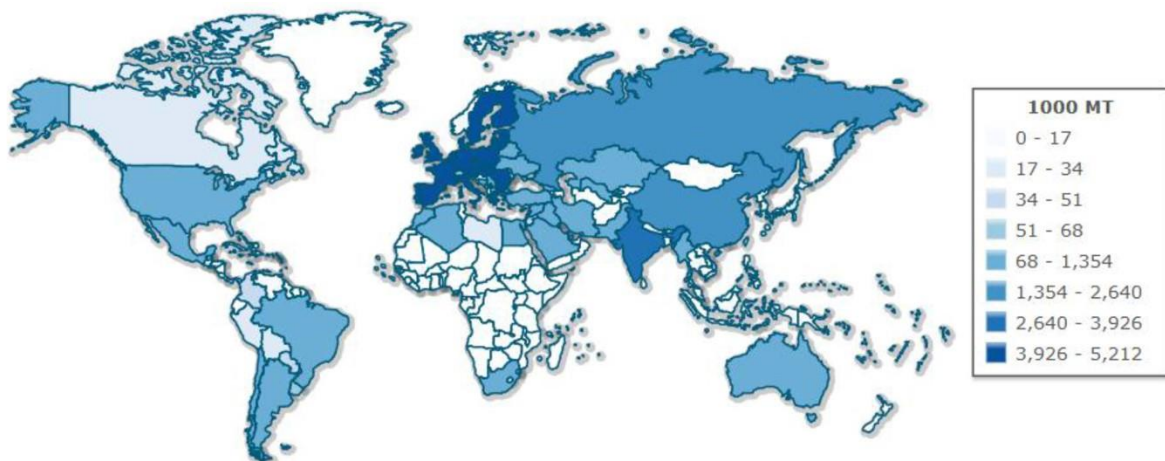 1000 MT
0 - 17
17 - 34
34 - 51
51 - 68
68 - 1,354
1,354 - 2,640
2,640 - 3,926
3,926 - 5,212